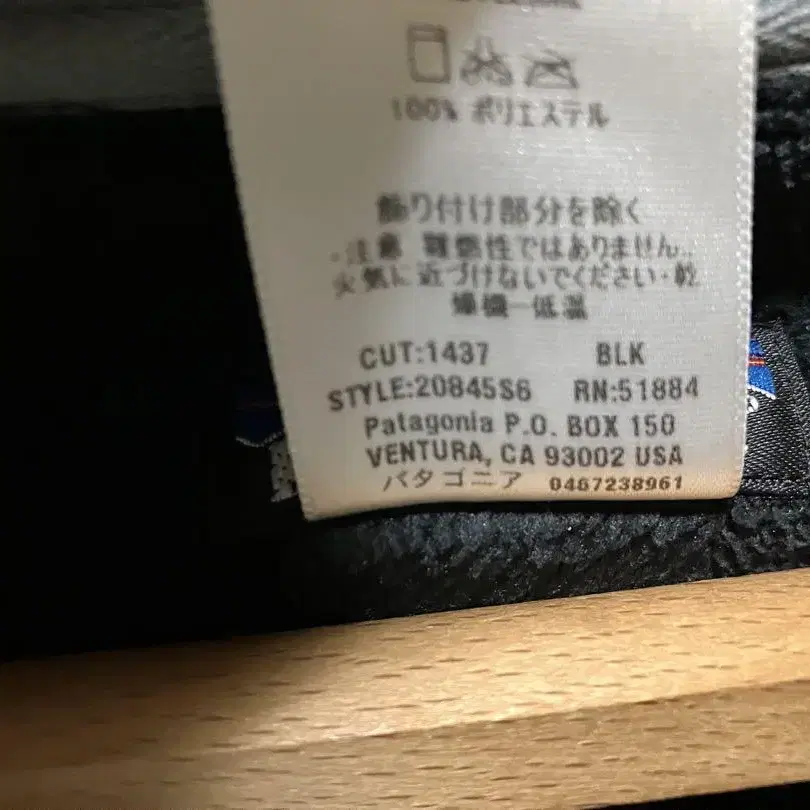 100% ポリエステル
飾り付け部分を除く
・注意 難燃性ではありません.
火気に近づけないでください・乾
燥機ー低温
CUT:1437 BLK
STYLE:20845S6 RN:51884
Patagonia P.O. BOX 150
VENTURA, CA 93002 USA
パタゴニア 0467238961